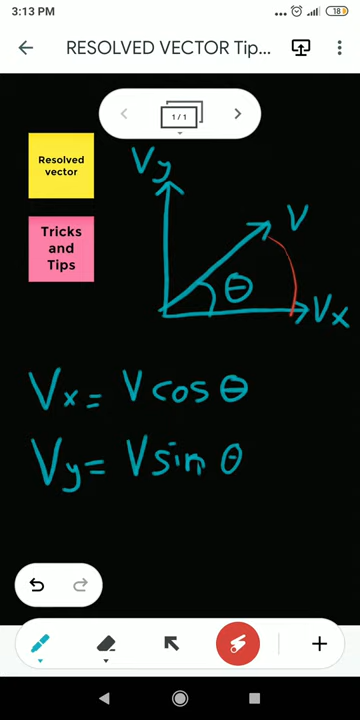 3:13 PM
18
RESOLVED VECTOR Tip...
1/1
Resolved
vector
Tricks
and
Tips
Vy
V
θ
Vx
Vx = V cos θ
Vy = V sin θ